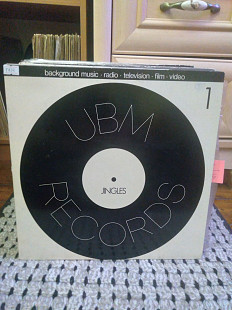 background music · radio · television · film · video
1
UBM
JINGLES
RECORDS